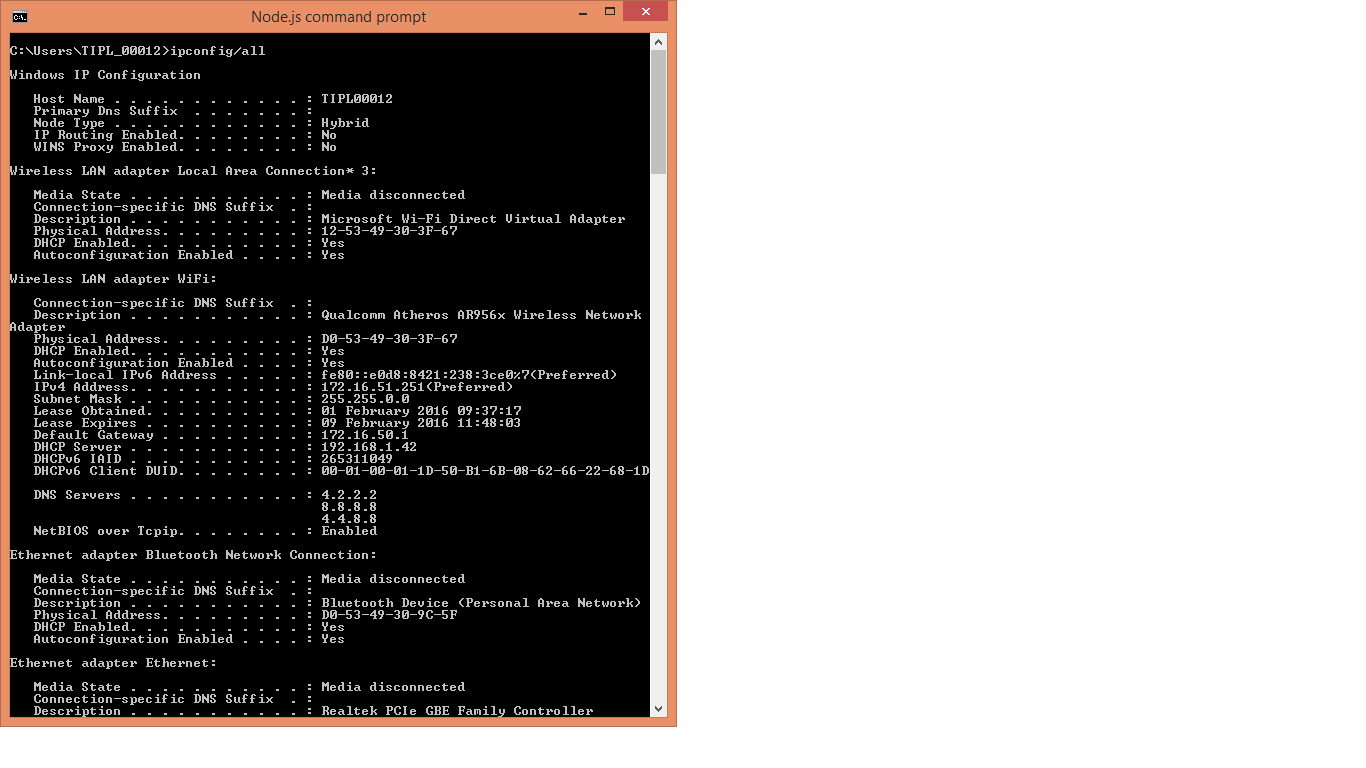 Node.js command prompt
C:\Users\TIPL_00012>ipconfig/all
Windows IP Configuration
   Host Name . . . . . . . . . . . . : TIPL00012
   Primary Dns Suffix  . . . . . . . :
   Node Type . . . . . . . . . . . . : Hybrid
   IP Routing Enabled. . . . . . . . : No
   WINS Proxy Enabled. . . . . . . . : No
Wireless LAN adapter Local Area Connection* 3:
   Media State . . . . . . . . . . . : Media disconnected
   Connection-specific DNS Suffix  . :
   Description . . . . . . . . . . . : Microsoft Wi-Fi Direct Virtual Adapter
   Physical Address. . . . . . . . . : 12-53-49-30-3F-67
   DHCP Enabled. . . . . . . . . . . : Yes
   Autoconfiguration Enabled . . . . : Yes
Wireless LAN adapter WiFi:
   Connection-specific DNS Suffix  . :
   Description . . . . . . . . . . . : Qualcomm Atheros AR956x Wireless Network
Adapter
   Physical Address. . . . . . . . . : D0-53-49-30-3F-67
   DHCP Enabled. . . . . . . . . . . : Yes
   Autoconfiguration Enabled . . . . : Yes
   Link-local IPv6 Address . . . . . : fe80::e0d8:8421:238:3ce0%7(Preferred)
   IPv4 Address. . . . . . . . . . . : 172.16.51.251(Preferred)
   Subnet Mask . . . . . . . . . . . : 255.255.0.0
   Lease Obtained. . . . . . . . . . : 01 February 2016 09:37:17
   Lease Expires . . . . . . . . . . : 09 February 2016 11:48:03
   Default Gateway . . . . . . . . . : 172.16.50.1
   DHCP Server . . . . . . . . . . . : 192.168.1.42
   DHCPv6 IAID . . . . . . . . . . . : 265311049
   DHCPv6 Client DUID. . . . . . . . : 00-01-00-01-1D-50-B1-6B-08-62-66-22-68-1D
   DNS Servers . . . . . . . . . . . : 4.2.2.2
                                       8.8.8.8
                                       4.4.8.8
   NetBIOS over Tcpip. . . . . . . . : Enabled
Ethernet adapter Bluetooth Network Connection:
   Media State . . . . . . . . . . . : Media disconnected
   Connection-specific DNS Suffix  . :
   Description . . . . . . . . . . . : Bluetooth Device (Personal Area Network)
   Physical Address. . . . . . . . . : D0-53-49-30-9C-5F
   DHCP Enabled. . . . . . . . . . . : Yes
   Autoconfiguration Enabled . . . . : Yes
Ethernet adapter Ethernet:
   Media State . . . . . . . . . . . : Media disconnected
   Connection-specific DNS Suffix  . :
   Description . . . . . . . . . . . : Realtek PCIe GBE Family Controller